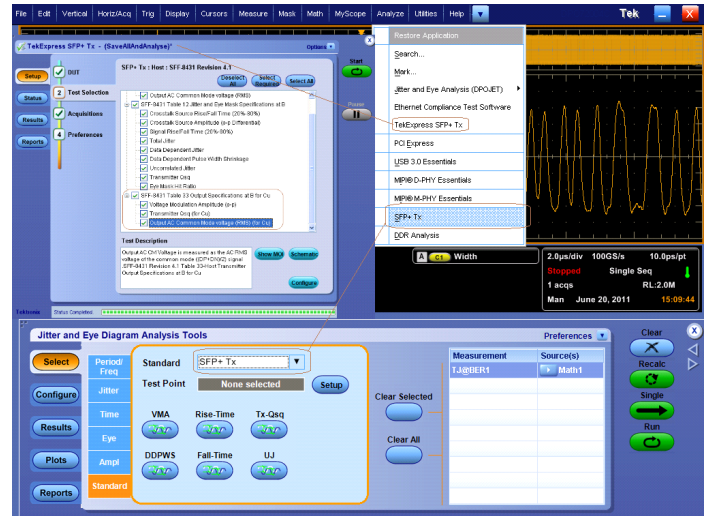 File Edit Vertical Horiz/Acq Trig Display Cursors Measure Mask Math MyScope Analyze Utilities Help Tek
TekExpress SFP+ Tx - (SaveAllAndAnalyse)* Options
Setup
Status
Results
Reports
DUT
2 Test Selection
Acquisitions
4 Preferences
SFP+ Tx : Host : SFF-8431 Revision 4.1
Deselect All Select Required Select All
Output AC Common Mode voltage (RMS)
SFF-8431 Table 12 Jitter and Eye Mask Specifications at B
Crosstalk Source Rise/Fall Time (20%-80%)
Crosstalk Source Amplitude (p-p Differential)
Signal Rise/Fall Time (20%-80%)
Total Jitter
Data Dependent Jitter
Data Dependent Pulse Width Shrinkage
Uncorrelated Jitter
Transmitter Qsq
Eye Mask Hit Ratio
SFF-8431 Table 33 Output Specifications at B for Cu
Voltage Modulation Amplitude (p-p)
Transmitter Qsq (for Cu)
Output AC Common Mode voltage (RMS) (for Cu)
Test Description
Output AC CM Voltage is measured as the AC RMS
voltage of the common mode ((DP+DN)/2) signal
.SFF-8431 Revision 4.1 Table 33-Host Transmitter
Output Specifications at B for Cu
Show MOI Schematic
Configure
Start
Pause
Tektronix Status Completed.
Restore Application
Search...
Mark...
Jitter and Eye Analysis (DPOJET)
Ethernet Compliance Test Software
TekExpress SFP+ Tx
PCI Express
USB 3.0 Essentials
MIPI® D-PHY Essentials
MIPI® M-PHY Essentials
SFP+ Tx
DDR Analysis
A C1 Width
2.0µs/div 100GS/s 10.0ps/pt
Stopped Single Seq
1 acqs RL:2.0M
Man June 20, 2011 15:09:44
Jitter and Eye Diagram Analysis Tools Preferences
Select
Configure
Results
Plots
Reports
Period/
Freq
Jitter
Time
Eye
Ampl
Standard
Standard SFP+ Tx
Test Point None selected Setup
VMA Rise-Time Tx-Qsq
DDPWS Fall-Time UJ
Clear Selected
Clear All
Measurement Source(s)
TJ@BER1 Math1
Clear
Recalc
Single
Run